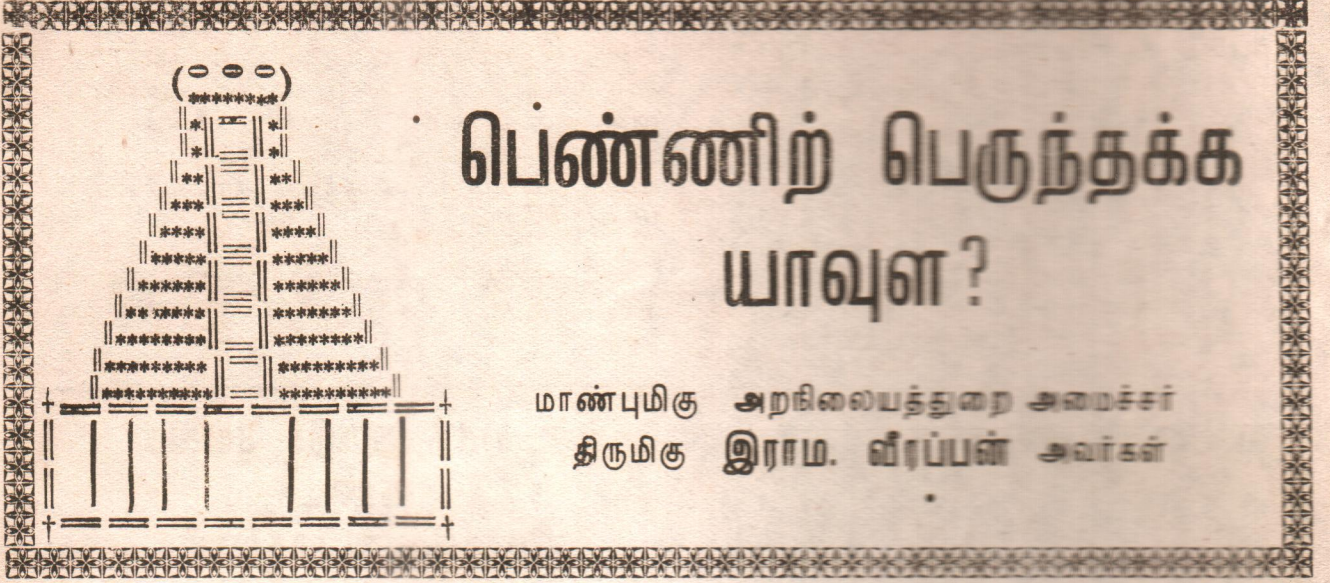 பெண்ணிற் பெருந்தக்க
யாவுள?
மாண்புமிகு அறநிலையத்துறை அமைச்சர்
திருமிகு இராம. வீரப்பன் அவர்கள்